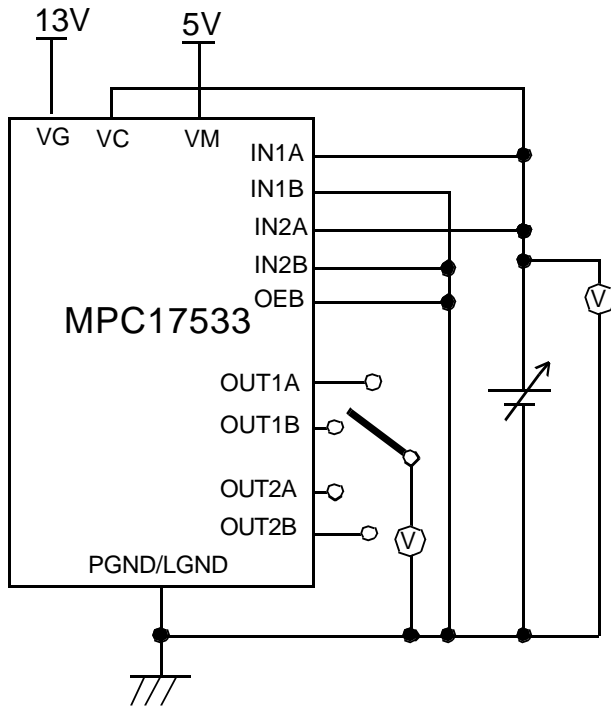 13V
5V
VG
VC
VM
IN1A
IN1B
IN2A
IN2B
OEB
MPC17533
V
OUT1A
OUT1B
OUT2A
OUT2B
V
PGND/LGND